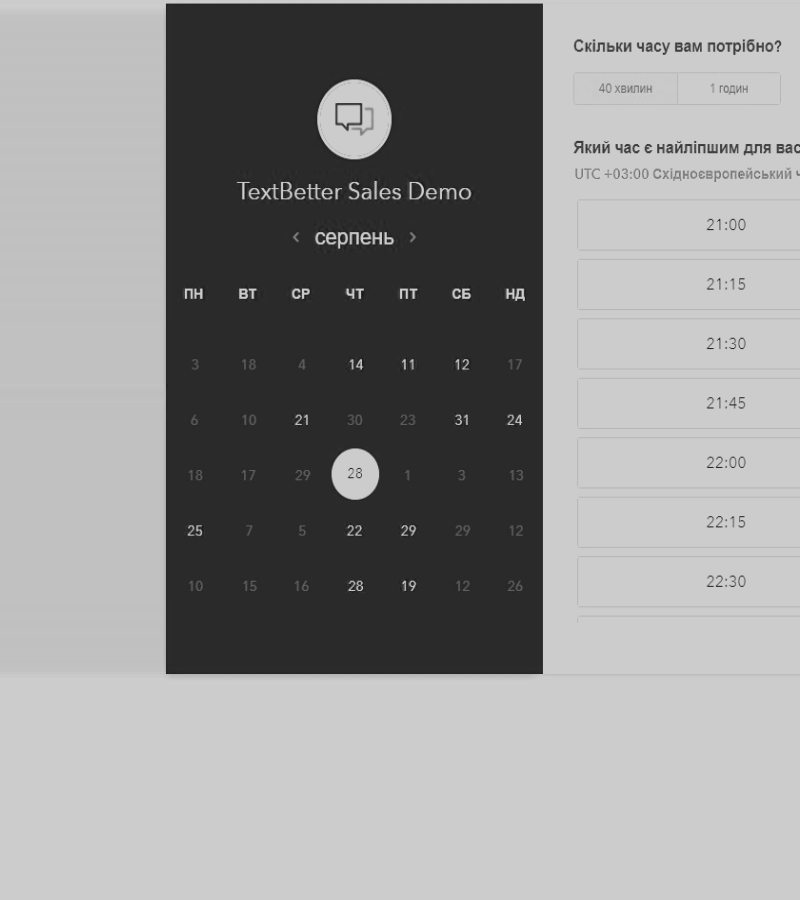 TextBetter Sales Demo
серпень
ПН ВТ СР ЧТ ПТ СБ НД
3 18 4 14 11 12 17
6 10 21 30 23 31 24
18 17 29 28 1 3 13
25 7 5 22 29 29 12
10 15 16 28 19 12 26
Скільки часу вам потрібно?
40 хвилин 1 годин
Який час є найліпшим для вас
UTC +03:00 Східноєвропейський ч
21:00
21:15
21:30
21:45
22:00
22:15
22:30